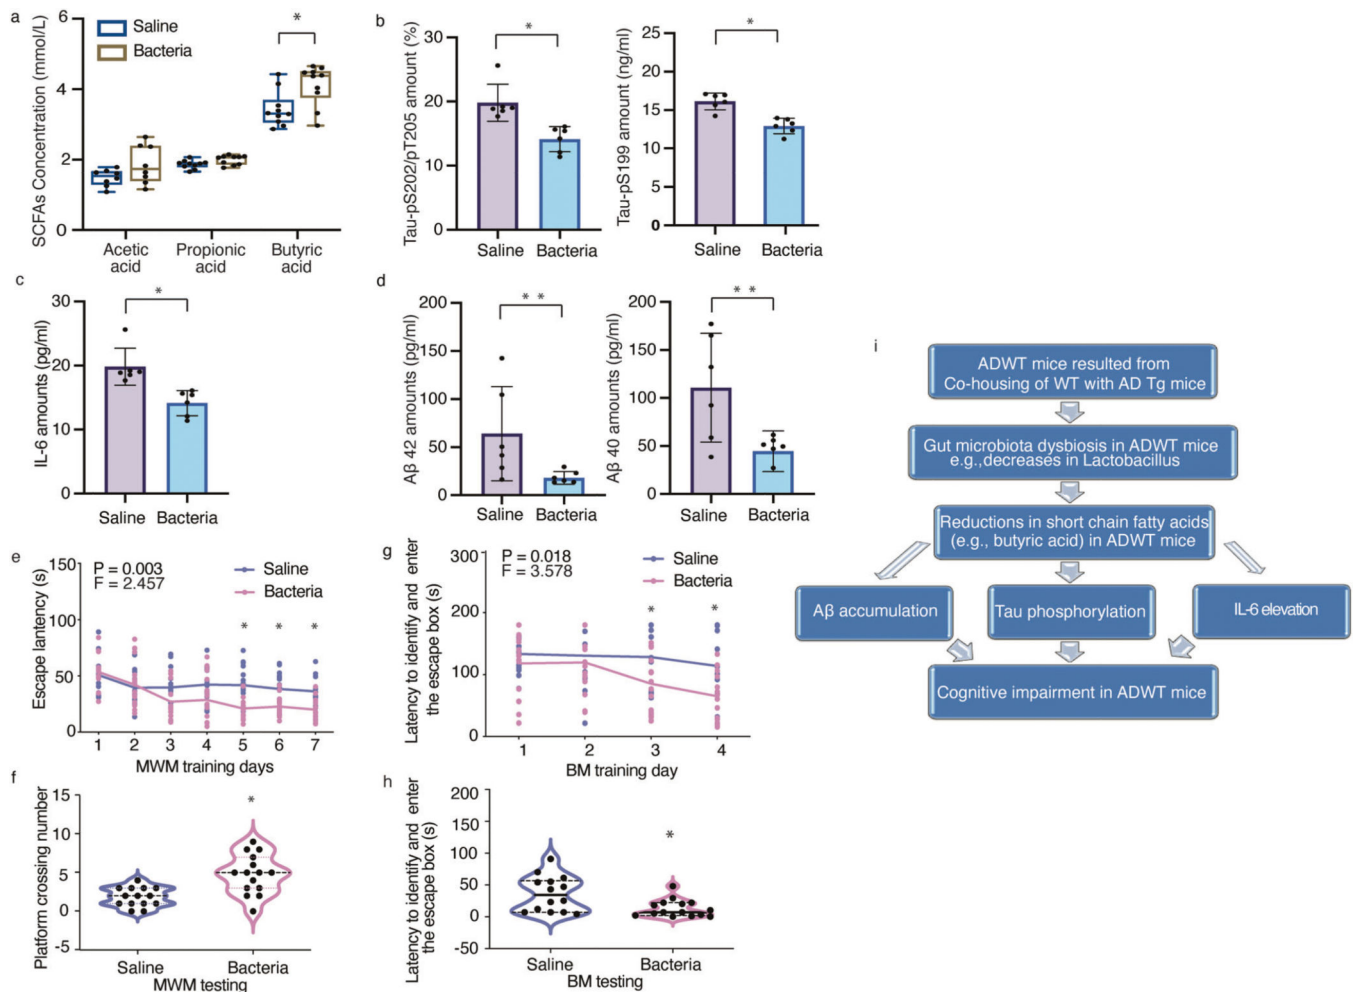 a
SCFAs Concentration (mmol/L)
6
4
2
0
Saline
Bacteria
*
Acetic
acid
Propionic
acid
Butyric
acid
b
Tau-pS202/pT205 amount (%)
30
20
10
0
*
Saline
Bacteria
Tau-pS199 amount (ng/ml)
25
20
15
10
5
0
*
Saline
Bacteria
c
IL-6 amounts (pg/ml)
30
20
10
0
*
Saline
Bacteria
d
Aβ 42 amounts (pg/ml)
200
150
100
50
0
* *
Saline
Bacteria
Aβ 40 amounts (pg/ml)
200
150
100
50
0
* *
Saline
Bacteria
e
Escape lantency (s)
150
100
50
0
P = 0.003
F = 2.457
Saline
Bacteria
* * *
1 2 3 4 5 6 7
MWM training days
f
Platform crossing number
15
10
5
0
-5
*
Saline
Bacteria
MWM testing
g
Latency to identify and enter
the escape box (s)
300
200
100
0
P = 0.018
F = 3.578
Saline
Bacteria
* *
1 2 3 4
BM training day
h
Latency to identify and enter
the escape box (s)
200
150
100
50
0
-50
*
Saline
Bacteria
BM testing
i
ADWT mice resulted from
Co-housing of WT with AD Tg mice
Gut microbiota dysbiosis in ADWT mice
e.g.,decreases in Lactobacillus
Reductions in short chain fatty acids
(e.g., butyric acid) in ADWT mice
Aβ accumulation
Tau phosphorylation
IL-6 elevation
Cognitive impairment in ADWT mice